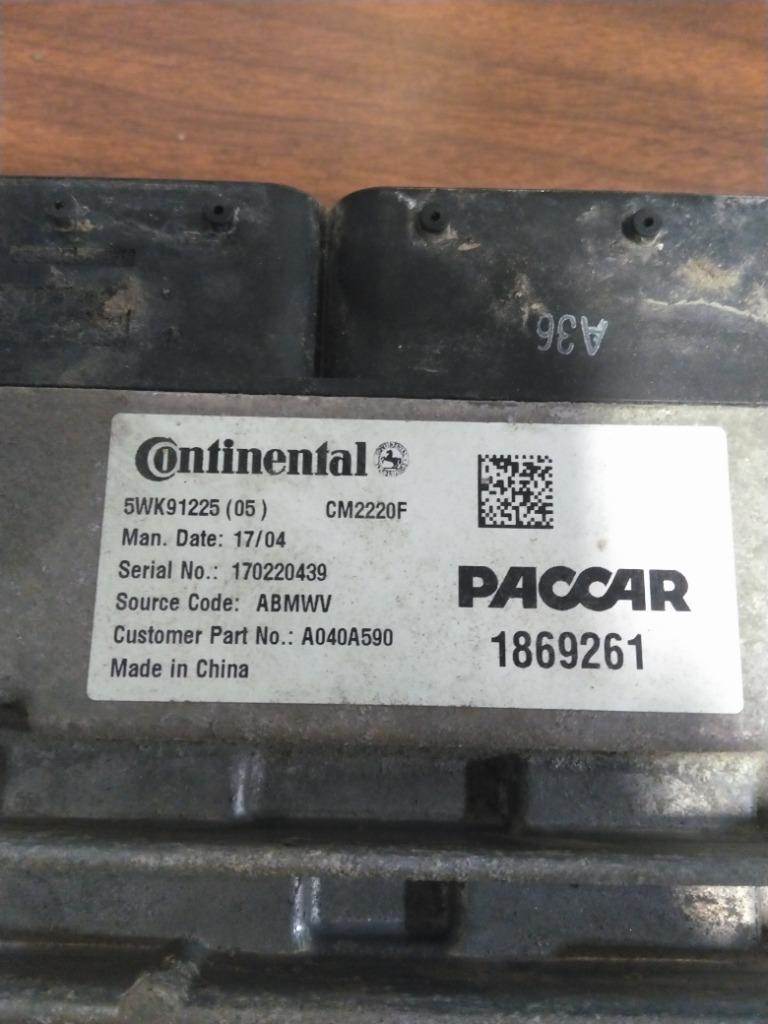 A36
Continental
5WK91225 (05 ) CM2220F
Man. Date: 17/04
Serial No.: 170220439
Source Code: ABMWV
Customer Part No.: A040A590
Made in China
PACCAR
1869261